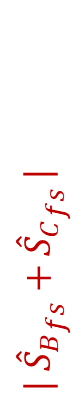 |Ŝ_{Bfs} + Ŝ_{Cfs}|